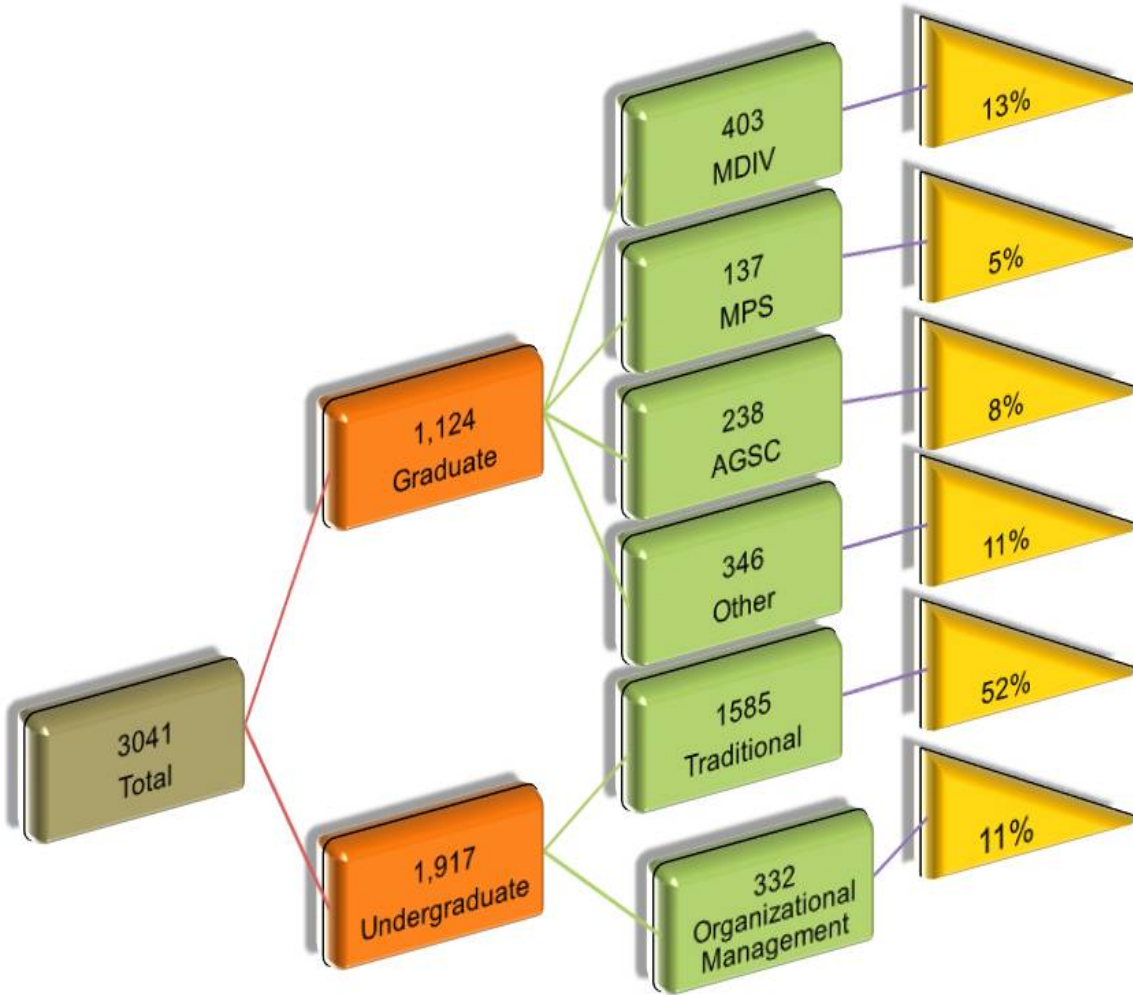 3041
Total
1,124
Graduate
1,917
Undergraduate
403
MDIV
13%
137
MPS
5%
238
AGSC
8%
346
Other
11%
1585
Traditional
52%
332
Organizational
Management
11%